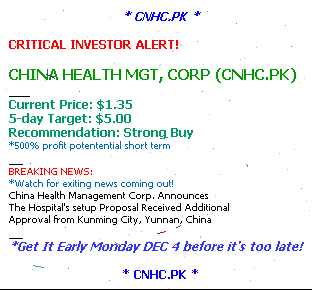 * CNHC.PK *
CRITICAL INVESTOR ALERT!
CHINA HEALTH MGT, CORP (CNHC.PK)
___
Current Price: $1.35
5-day Target: $5.00
Recommendation: Strong Buy
*500% profit potentential short term
___
BREAKING NEWS:
*Watch for exiting news coming out!
China Health Management Corp. Announces
The Hospital's setup Proposal Received Additional
Approval from Kunming City, Yunnan, China
___
*Get It Early Monday DEC 4 before it's too late!
* CNHC.PK *